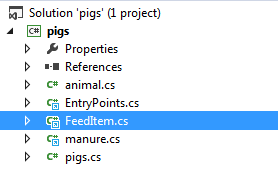 Solution 'pigs' (1 project)
C# pigs
Properties
References
C# animal.cs
C# EntryPoints.cs
C# FeedItem.cs
C# manure.cs
C# pigs.cs